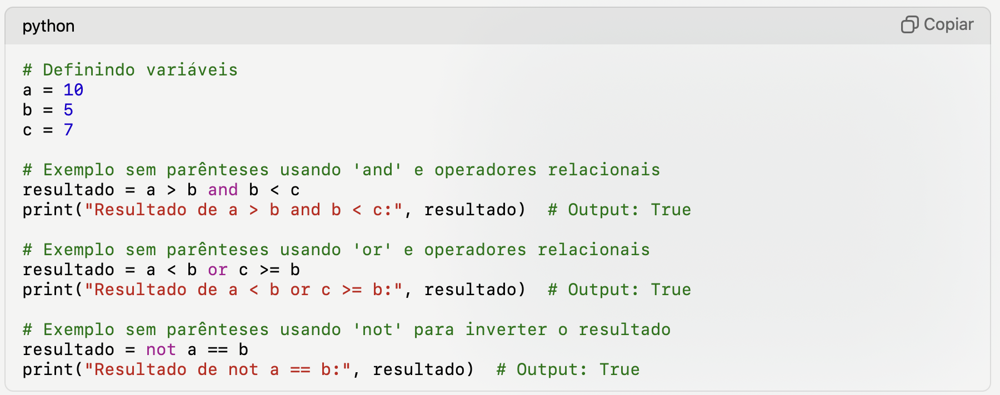 python
Copiar
# Definindo variáveis
a = 10
b = 5
c = 7
# Exemplo sem parênteses usando 'and' e operadores relacionais
resultado = a > b and b < c
print("Resultado de a > b and b < c:", resultado)  # Output: True
# Exemplo sem parênteses usando 'or' e operadores relacionais
resultado = a < b or c >= b
print("Resultado de a < b or c >= b:", resultado)  # Output: True
# Exemplo sem parênteses usando 'not' para inverter o resultado
resultado = not a == b
print("Resultado de not a == b:", resultado)  # Output: True